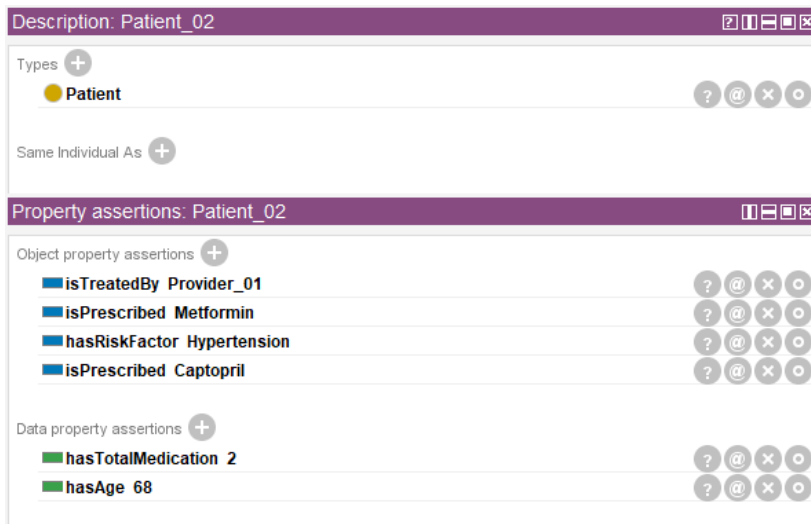 Description: Patient_02
Types
Patient
Same Individual As
Property assertions: Patient_02
Object property assertions
isTreatedBy Provider_01
isPrescribed Metformin
hasRiskFactor Hypertension
isPrescribed Captopril
Data property assertions
hasTotalMedication 2
hasAge 68